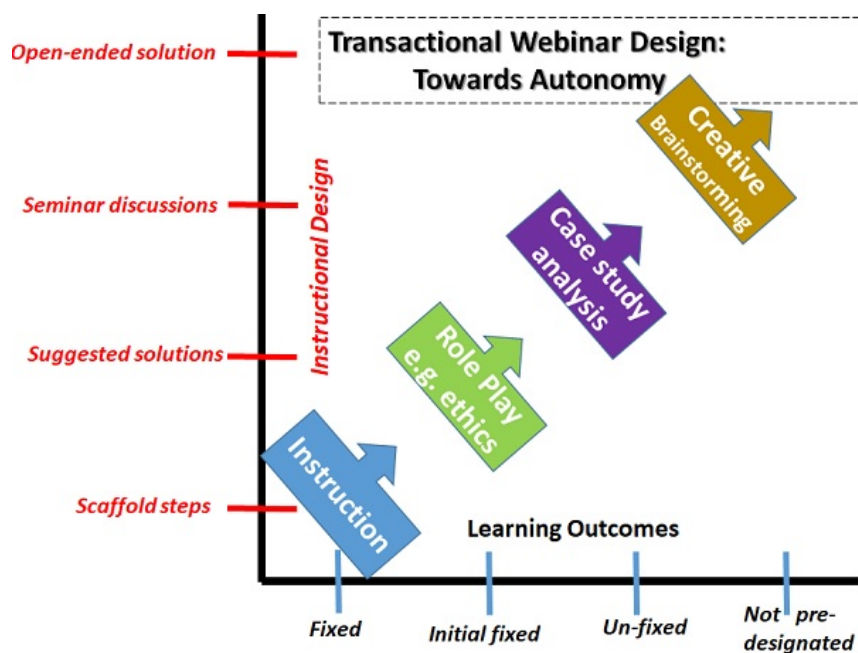 Transactional Webinar Design:
Towards Autonomy
Open-ended solution
Seminar discussions
Suggested solutions
Scaffold steps
Instructional Design
Creative
Brainstorming
Case study
analysis
Role Play
e.g. ethics
Instruction
Learning Outcomes
Fixed
Initial fixed
Un-fixed
Not pre-
designated